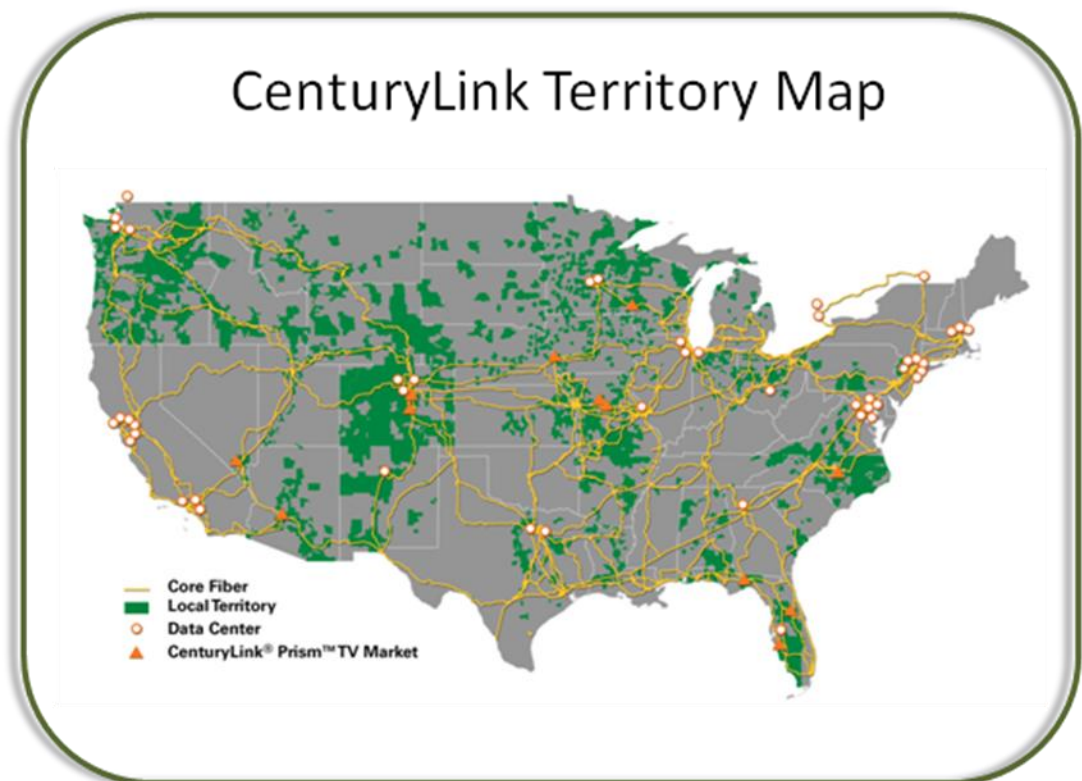 CenturyLink Territory Map
Core Fiber
Local Territory
Data Center
CenturyLink® Prism™ TV Market